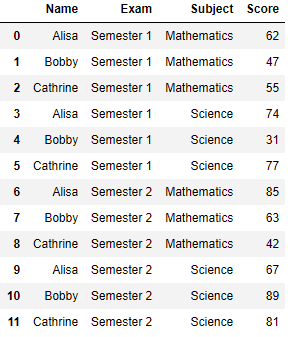 Name Exam Subject Score
0 Alisa Semester 1 Mathematics 62
1 Bobby Semester 1 Mathematics 47
2 Cathrine Semester 1 Mathematics 55
3 Alisa Semester 1 Science 74
4 Bobby Semester 1 Science 31
5 Cathrine Semester 1 Science 77
6 Alisa Semester 2 Mathematics 85
7 Bobby Semester 2 Mathematics 63
8 Cathrine Semester 2 Mathematics 42
9 Alisa Semester 2 Science 67
10 Bobby Semester 2 Science 89
11 Cathrine Semester 2 Science 81